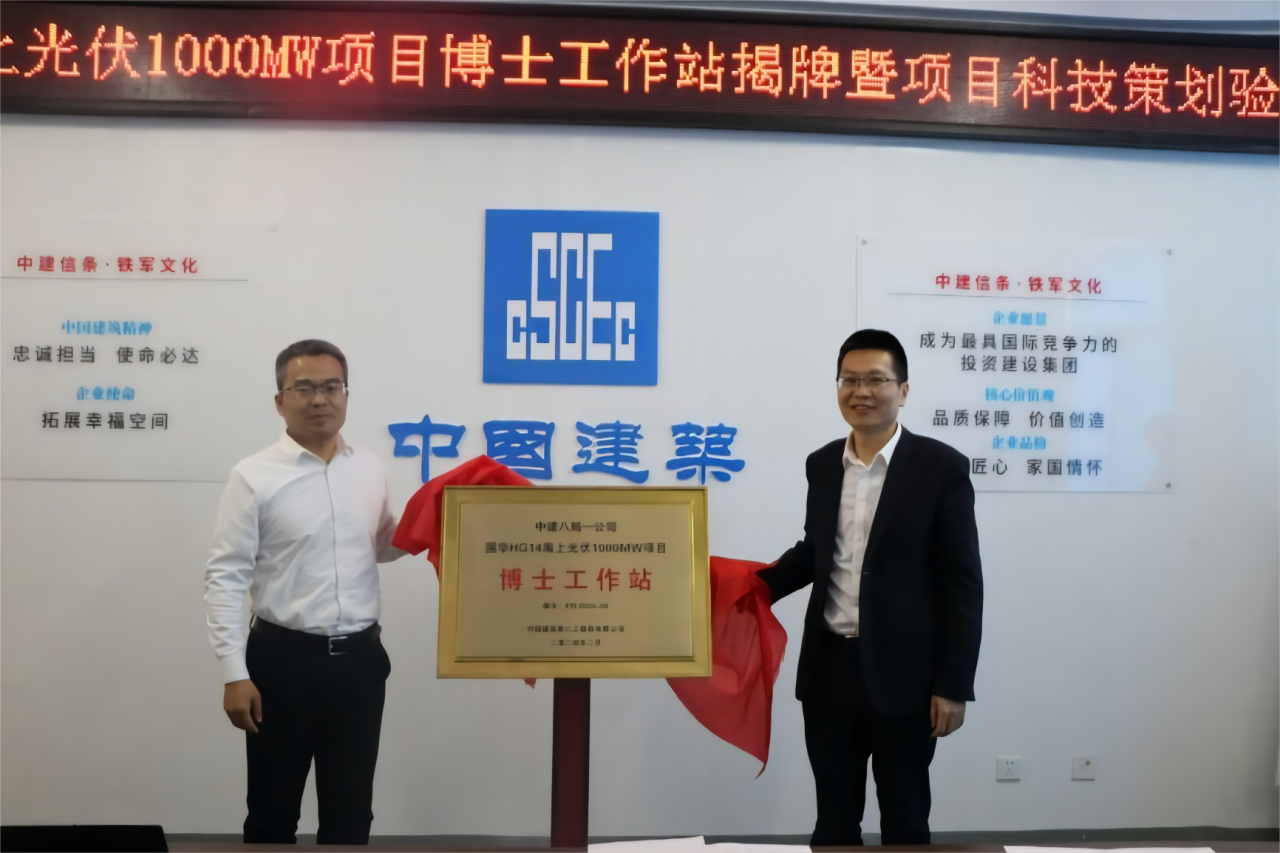 上光伏1000MW项目博士工作站揭牌暨项目科技策划验
中建信条·铁军文化
中国建筑精神
忠诚担当 使命必达
企业使命
拓展幸福空间
CSCEC
中國建築
中建信条·铁军文化
企业愿景
成为最具国际竞争力的
投资建设集团
核心价值观
品质保障 价值创造
企业品格
匠心 家国情怀
中建八局一公司
国华HG14海上光伏1000MW项目
博士工作站